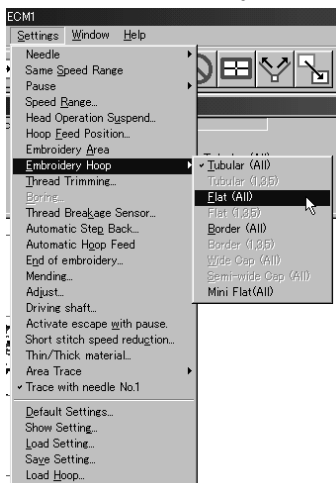 ECM1
Settings Window Help
Needle
Same Speed Range
Pause
Speed Range...
Head Operation Suspend...
Hoop Feed Position...
Embroidery Area
Embroidery Hoop
Thread Trimming...
Boring...
Thread Breakage Sensor...
Automatic Step Back...
Automatic Hoop Feed
End of embroidery...
Mending...
Adjust...
Driving shaft...
Activate escape with pause.
Short stitch speed reduction...
Thin/Thick material...
Area Trace
Trace with needle No.1
Default Settings...
Show Setting...
Load Setting...
Save Setting...
Load Hoop...
Tubular (All)
Tubular (1,3,5)
Flat (All)
Flat (1,3,5)
Border (All)
Border (1,3,5)
Wide Cap (All)
Semi-wide Cap (All)
Mini Flat(All)